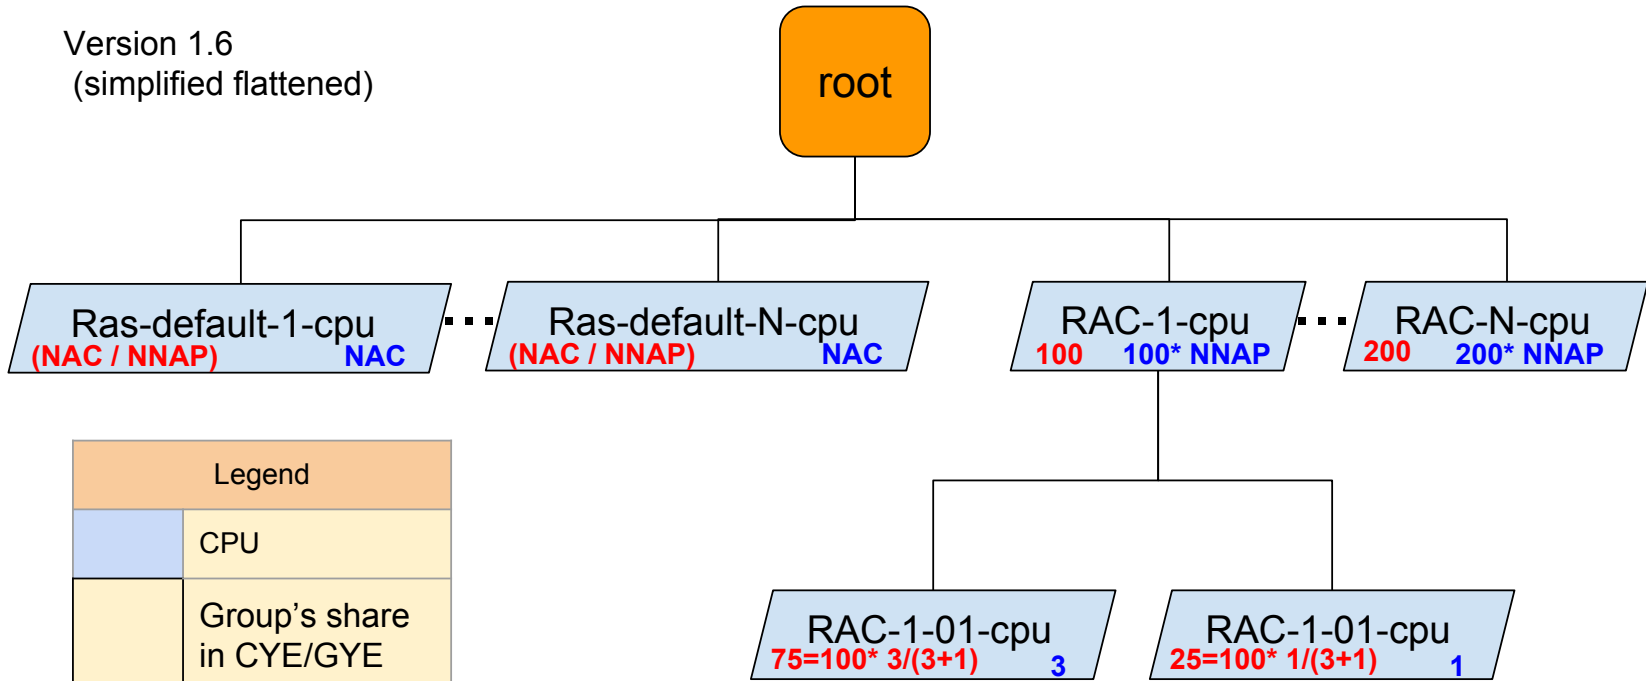 Version 1.6
(simplified flattened)
root
Ras-default-1-cpu
(NAC / NNAP) NAC
Ras-default-N-cpu
(NAC / NNAP) NAC
RAC-1-cpu
100 100* NNAP
RAC-N-cpu
200 200* NNAP
Legend
CPU
Group's share
in CYE/GYE
RAC-1-01-cpu
75=100* 3/(3+1) 3
RAC-1-01-cpu
25=100* 1/(3+1) 1